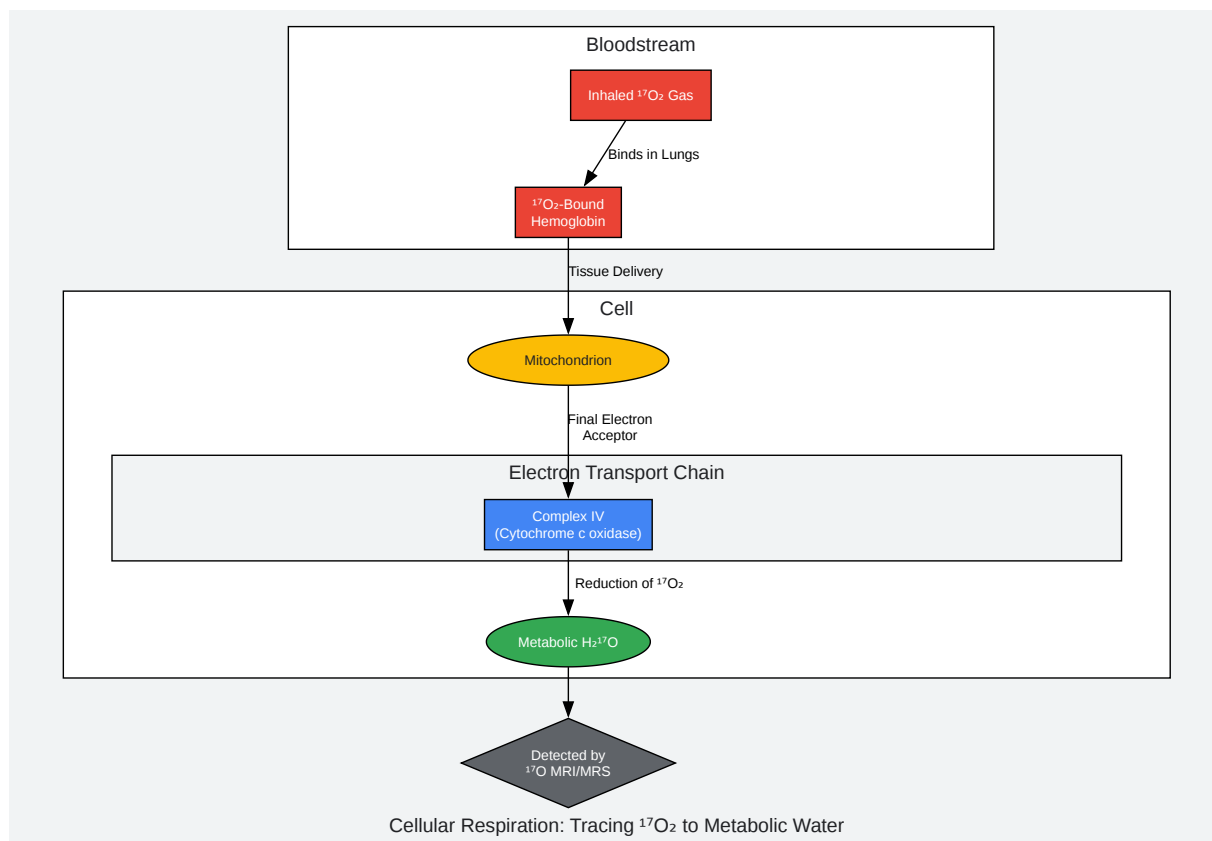 Bloodstream
Inhaled ¹⁷O₂ Gas
Binds in Lungs
¹⁷O₂-Bound
Hemoglobin
Tissue Delivery
Cell
Mitochondrion
Final Electron
Acceptor
Electron Transport Chain
Complex IV
(Cytochrome c oxidase)
Reduction of ¹⁷O₂
Metabolic H₂¹⁷O
Detected by
¹⁷O MRI/MRS
Cellular Respiration: Tracing ¹⁷O₂ to Metabolic Water